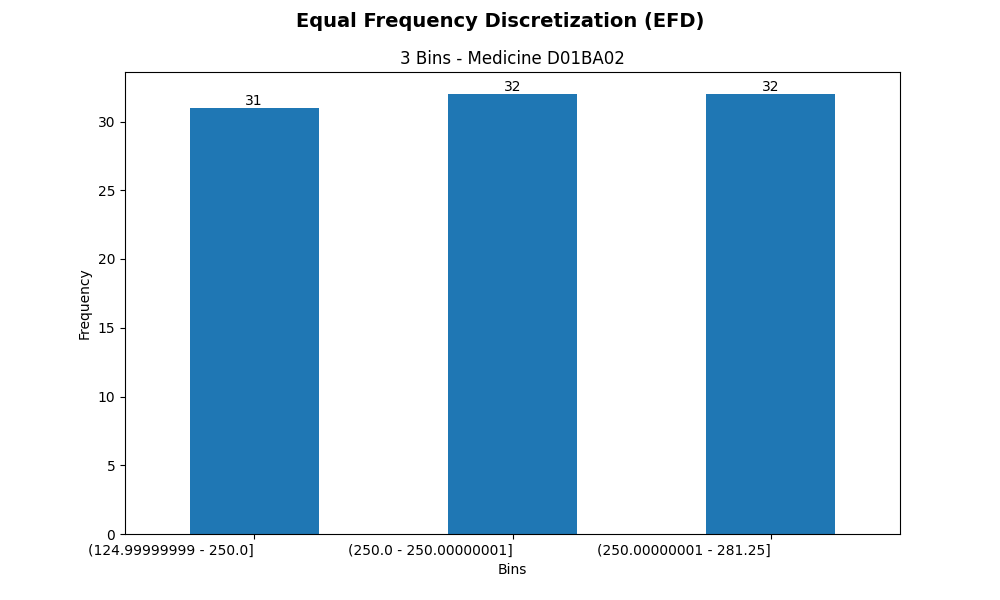 Equal Frequency Discretization (EFD)
3 Bins - Medicine D01BA02
31
32
32
30
25
20
15
10
5
0
Frequency
(124.99999999 - 250.0]
(250.0 - 250.00000001]
(250.00000001 - 281.25]
Bins